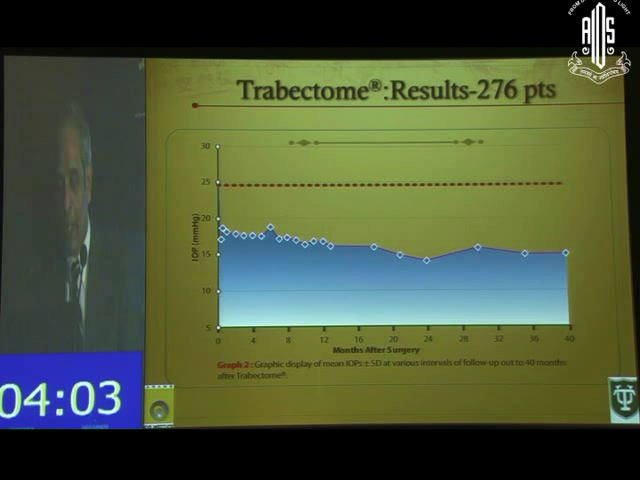 AIOS
Trabectome®:Results-276 pts
30
25
20
15
10
5
IOP (mmHg)
0 4 8 12 16 20 24 28 32 36 40
Months After Surgery
Graph 2 : Graphic display of mean IOPs ± SD at various intervals of follow-up out to 40 months
after Trabectome®.
04:03